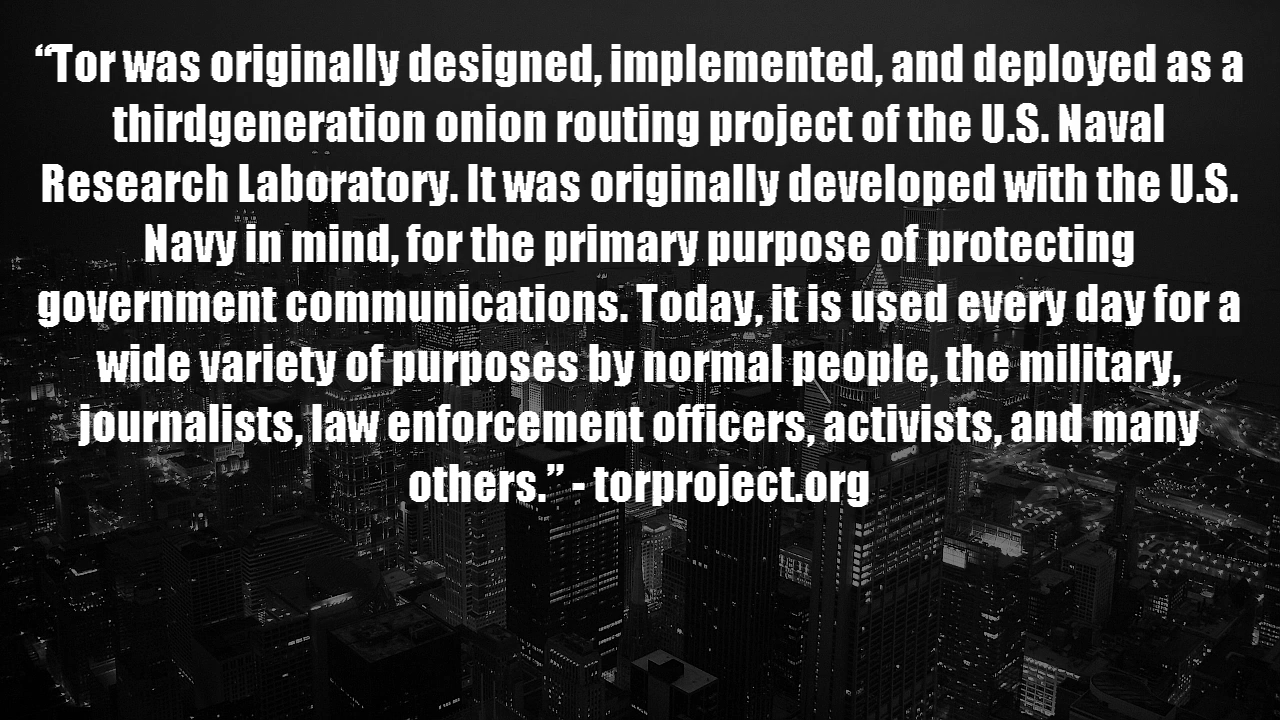 “Tor was originally designed, implemented, and deployed as a
thirdgeneration onion routing project of the U.S. Naval
Research Laboratory. It was originally developed with the U.S.
Navy in mind, for the primary purpose of protecting
government communications. Today, it is used every day for a
wide variety of purposes by normal people, the military,
journalists, law enforcement officers, activists, and many
others.” - torproject.org